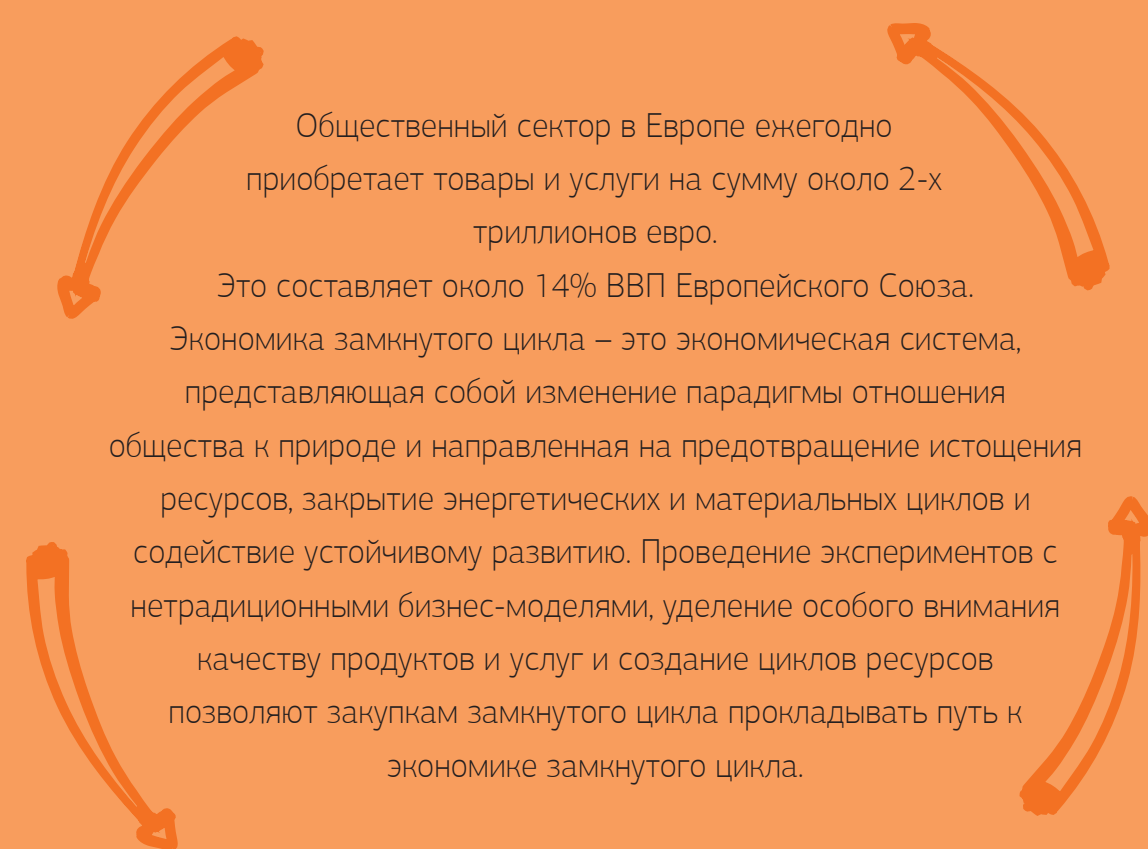 Общественный сектор в Европе ежегодно
приобретает товары и услуги на сумму около 2-х
триллионов евро.
Это составляет около 14% ВВП Европейского Союза.
Экономика замкнутого цикла – это экономическая система,
представляющая собой изменение парадигмы отношения
общества к природе и направленная на предотвращение истощения
ресурсов, закрытие энергетических и материальных циклов и
содействие устойчивому развитию. Проведение экспериментов с
нетрадиционными бизнес-моделями, уделение особого внимания
качеству продуктов и услуг и создание циклов ресурсов
позволяют закупкам замкнутого цикла прокладывать путь к
экономике замкнутого цикла.